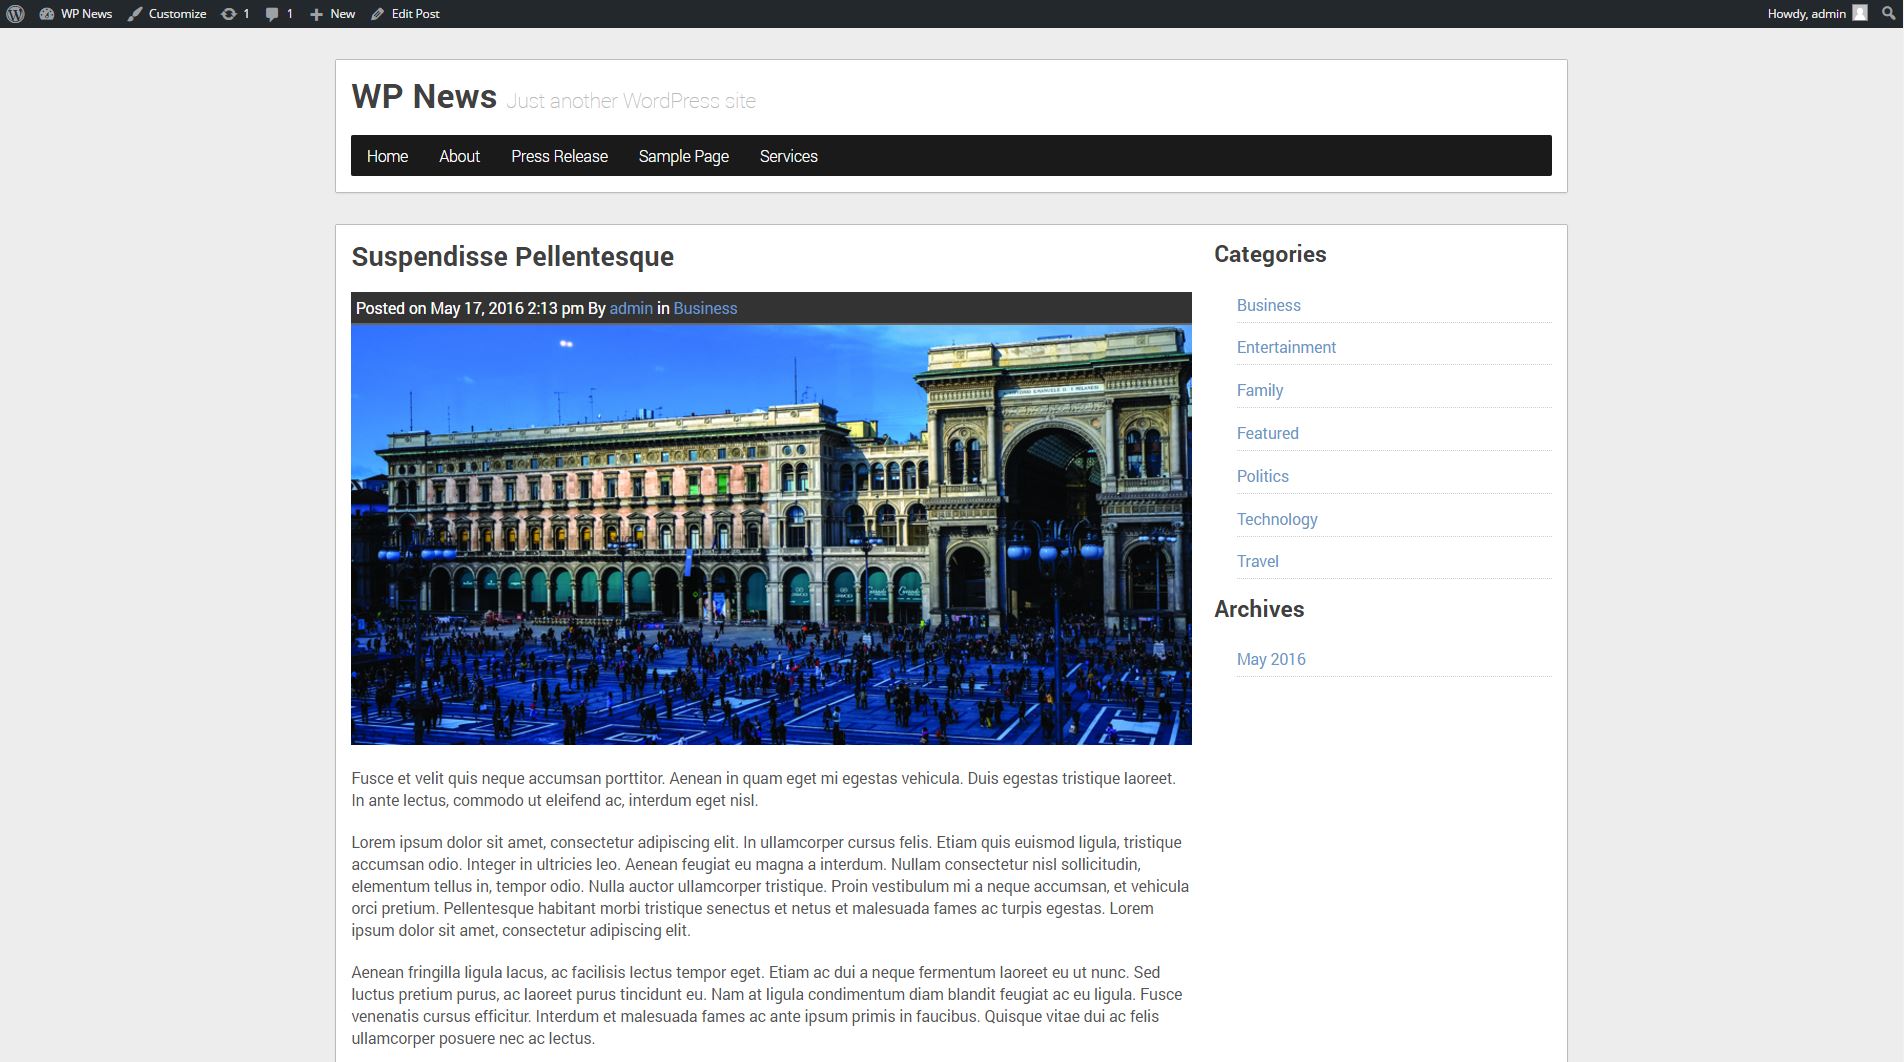 WP News Customize 1 1 New Edit Post Howdy, admin
WP News Just another WordPress site
Home About Press Release Sample Page Services
Suspendisse Pellentesque
Posted on May 17, 2016 2:13 pm By admin in Business
Fusce et velit quis neque accumsan porttitor. Aenean in quam eget mi egestas vehicula. Duis egestas tristique laoreet.
In ante lectus, commodo ut eleifend ac, interdum eget nisl.
Lorem ipsum dolor sit amet, consectetur adipiscing elit. In ullamcorper cursus felis. Etiam quis euismod ligula, tristique
accumsan odio. Integer in ultricies leo. Aenean feugiat eu magna a interdum. Nullam consectetur nisl sollicitudin,
elementum tellus in, tempor odio. Nulla auctor ullamcorper tristique. Proin vestibulum mi a neque accumsan, et vehicula
orci pretium. Pellentesque habitant morbi tristique senectus et netus et malesuada fames ac turpis egestas. Lorem
ipsum dolor sit amet, consectetur adipiscing elit.
Aenean fringilla ligula lacus, ac facilisis lectus tempor eget. Etiam ac dui a neque fermentum laoreet eu ut nunc. Sed
luctus pretium purus, ac laoreet purus tincidunt eu. Nam at ligula condimentum diam blandit feugiat ac eu ligula. Fusce
venenatis cursus efficitur. Interdum et malesuada fames ac ante ipsum primis in faucibus. Quisque vitae dui ac felis
ullamcorper posuere nec ac lectus.
Categories
Business
Entertainment
Family
Featured
Politics
Technology
Travel
Archives
May 2016